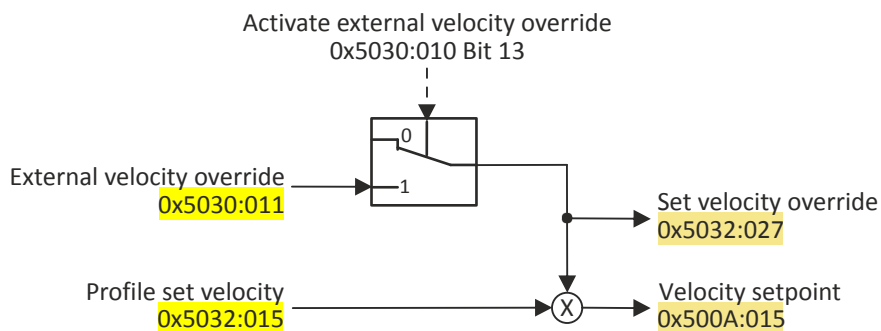 Activate external velocity override
0x5030:010 Bit 13
0
External velocity override
1
0x5030:011
Set velocity override
0x5032:027
Profile set velocity
Velocity setpoint
0x5032:015
X
0x500A:015